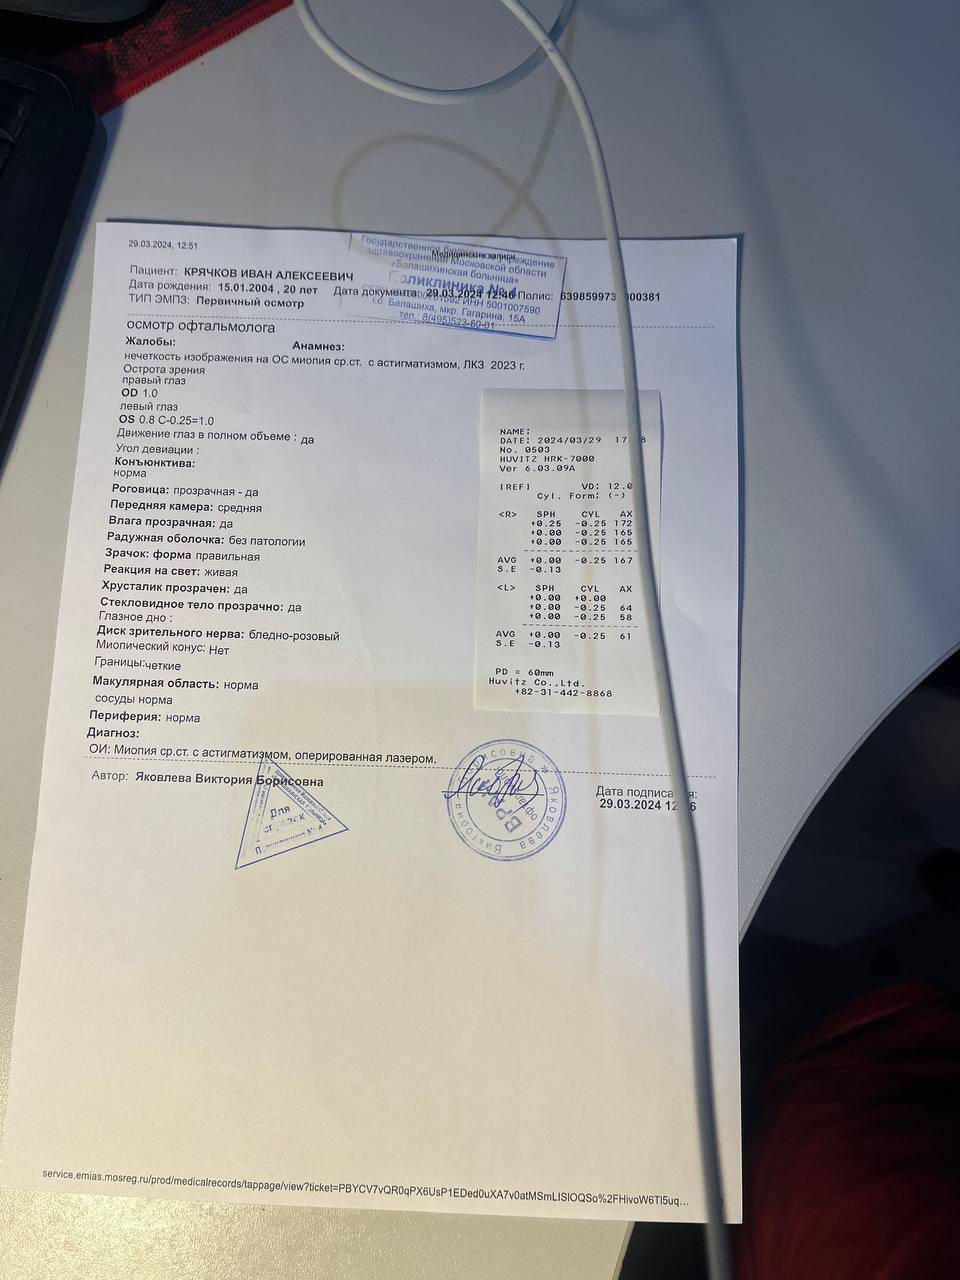 29.03.2024, 12:51
Медицинские записи
Государственное учреждение
здравоохранения Московской области
«Балашихинская больница»
Поликлиника № 4
ИНН 5001007590
г.о. Балашиха, мкр. Гагарина, 15А
тел.: 8(495)523-60-01
Пациент: КРЯЧКОВ ИВАН АЛЕКСЕЕВИЧ
Дата рождения: 15.01.2004 , 20 лет Дата документа: 29.03.2024 12:46 Полис: 639859973 000381
ТИП ЭМПЗ: Первичный осмотр
осмотр офтальмолога
Жалобы: Анамнез:
нечеткость изображения на ОС миопия ср.ст. с астигматизмом, ЛКЗ 2023 г.
Острота зрения
правый глаз
OD 1.0
левый глаз
OS 0.8 C-0.25=1.0
Движение глаз в полном объеме : да
Угол девиации :
Конъюнктива:
норма
Роговица: прозрачная - да
Передняя камера: средняя
Влага прозрачная: да
Радужная оболочка: без патологии
Зрачок: форма правильная
Реакция на свет: живая
Хрусталик прозрачен: да
Стекловидное тело прозрачно: да
Глазное дно :
Диск зрительного нерва: бледно-розовый
Миопический конус: Нет
Границы:четкие
Макулярная область: норма
сосуды норма
Периферия: норма
Диагноз:
ОИ: Миопия ср.ст. с астигматизмом, оперированная лазером.
NAME:
DATE: 2024/03/29 17 8
No. 0503
HUVITZ HRK-7000
Ver 6.03.09A
[REF] VD: 12.0
Cyl. Form: (-)
<R> SPH CYL AX
+0.25 -0.25 172
+0.00 -0.25 165
+0.00 -0.25 165
AVG +0.00 -0.25 167
S.E -0.13
<L> SPH CYL AX
+0.00 +0.00
+0.00 -0.25 64
+0.00 -0.25 58
AVG +0.00 -0.25 61
S.E -0.13
PD = 60mm
Huvitz Co.,Ltd.
+82-31-442-8868
Автор: Яковлева Виктория Борисовна
Для
Яковлева Виктория
Дата подписа я:
29.03.2024 12 6
service.emias.mosreg.ru/prod/medicalrecords/tappage/view?ticket=PBYCV7vQR0qPX6UsP1EDed0uXA7v0atMSmLISlOQSo%2FHivoW6Tl5uq...